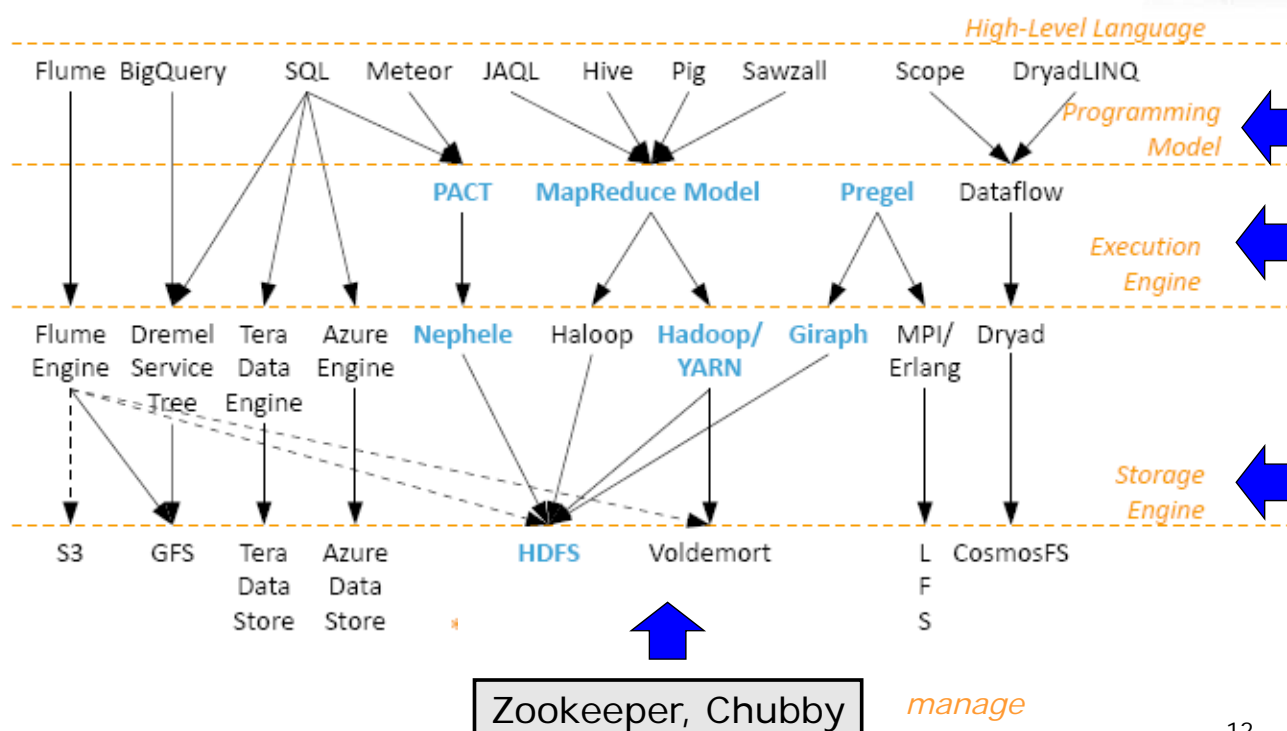 High-Level Language
Flume BigQuery SQL Meteor JAQL Hive Pig Sawzall Scope DryadLINQ
Programming
Model
PACT MapReduce Model Pregel Dataflow
Execution
Engine
Flume Dremel Tera Azure Nephele Haloop Hadoop/ Giraph MPI/ Dryad
Engine Service Data Engine YARN Erlang
Tree Engine
Storage
Engine
S3 GFS Tera Azure HDFS Voldemort L CosmosFS
Data Data F
Store Store * S
Zookeeper, Chubby manage
12